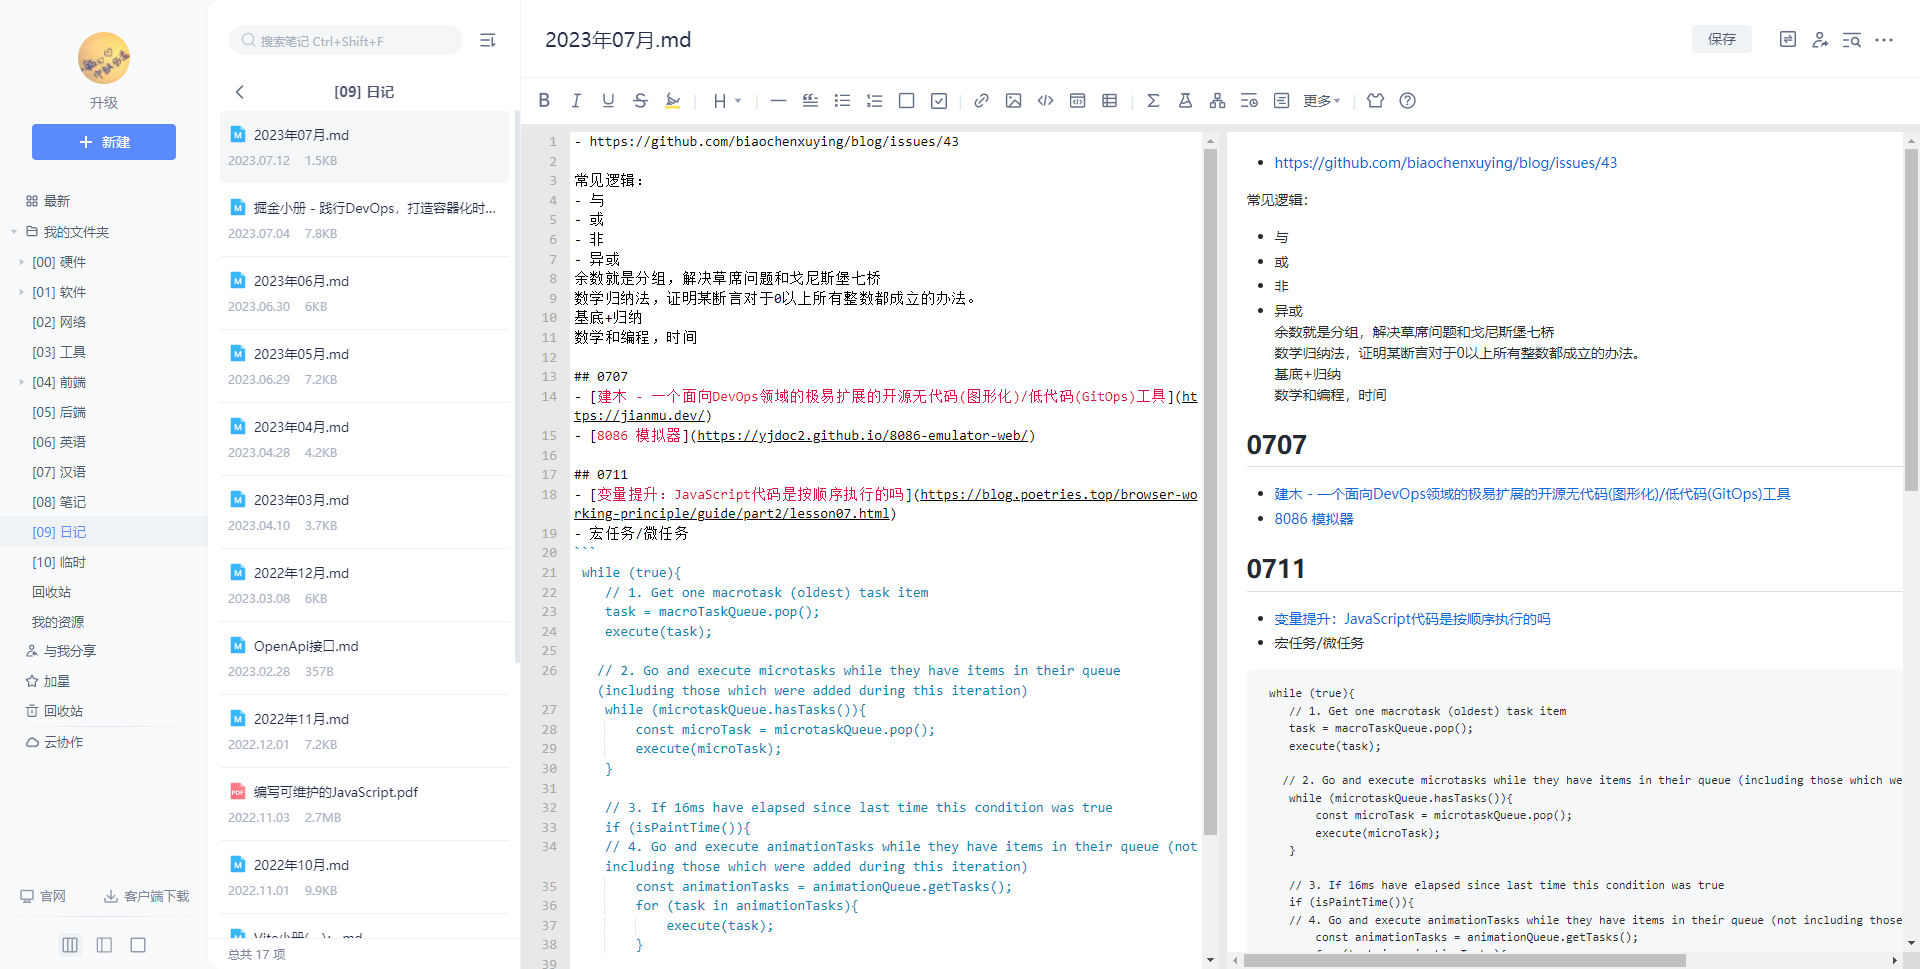 升级
新建
最新
我的文件夹
[00] 硬件
[01] 软件
[02] 网络
[03] 工具
[04] 前端
[05] 后端
[06] 英语
[07] 汉语
[08] 笔记
[09] 日记
[10] 临时
回收站
我的资源
与我分享
加星
回收站
云协作
官网
客户端下载
搜索笔记 Ctrl+Shift+F
[09] 日记
2023年07月.md
2023.07.12 1.5KB
掘金小册 - 践行DevOps，打造容器化时...
2023.07.04 7.8KB
2023年06月.md
2023.06.30 6KB
2023年05月.md
2023.06.29 7.2KB
2023年04月.md
2023.04.28 4.2KB
2023年03月.md
2023.04.10 3.7KB
2022年12月.md
2023.03.08 6KB
OpenApi接口.md
2023.02.28 357B
2022年11月.md
2022.12.01 7.2KB
编写可维护的JavaScript.pdf
2022.11.03 2.7MB
2022年10月.md
2022.11.01 9.9KB
总共 17 项
2023年07月.md
保存
B I U S H 更多
1 - https://github.com/biaochenxuying/blog/issues/43
2
3 常见逻辑：
4 - 与
5 - 或
6 - 非
7 - 异或
8 余数就是分组，解决草席问题和戈尼斯堡七桥
9 数学归纳法，证明某断言对于0以上所有整数都成立的办法。
10 基底+归纳
11 数学和编程，时间
12
13 ## 0707
14 - [建木 - 一个面向DevOps领域的极易扩展的开源无代码(图形化)/低代码(GitOps)工具](ht
tps://jianmu.dev/)
15 - [8086 模拟器](https://yjdoc2.github.io/8086-emulator-web/)
16
17 ## 0711
18 - [变量提升：JavaScript代码是按顺序执行的吗](https://blog.poetries.top/browser-wo
rking-principle/guide/part2/lesson07.html)
19 - 宏任务/微任务
20 ```
21 while (true){
22 // 1. Get one macrotask (oldest) task item
23 task = macroTaskQueue.pop();
24 execute(task);
25
26 // 2. Go and execute microtasks while they have items in their queue
(including those which were added during this iteration)
27 while (microtaskQueue.hasTasks()){
28 const microTask = microtaskQueue.pop();
29 execute(microTask);
30 }
31
32 // 3. If 16ms have elapsed since last time this condition was true
33 if (isPaintTime()){
34 // 4. Go and execute animationTasks while they have items in their queue (not
including those which were added during this iteration)
35 const animationTasks = animationQueue.getTasks();
36 for (task in animationTasks){
37 execute(task);
38 }
39
https://github.com/biaochenxuying/blog/issues/43
常见逻辑：
与
或
非
异或
余数就是分组，解决草席问题和戈尼斯堡七桥
数学归纳法，证明某断言对于0以上所有整数都成立的办法。
基底+归纳
数学和编程，时间
0707
建木 - 一个面向DevOps领域的极易扩展的开源无代码(图形化)/低代码(GitOps)工具
8086 模拟器
0711
变量提升：JavaScript代码是按顺序执行的吗
宏任务/微任务
while (true){
// 1. Get one macrotask (oldest) task item
task = macroTaskQueue.pop();
execute(task);
// 2. Go and execute microtasks while they have items in their queue (including those which we
while (microtaskQueue.hasTasks()){
const microTask = microtaskQueue.pop();
execute(microTask);
}
// 3. If 16ms have elapsed since last time this condition was true
if (isPaintTime()){
// 4. Go and execute animationTasks while they have items in their queue (not including those
const animationTasks = animationQueue.getTasks();